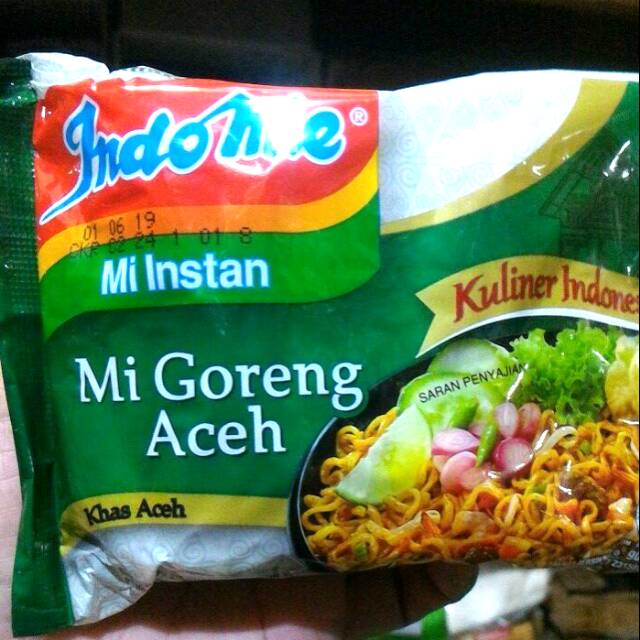 Indomie®
01 06 19
02 24 1 01 8
Mi Instan
Kuliner Indones
Mi Goreng
Aceh
SARAN PENYAJIAN
Khas Aceh